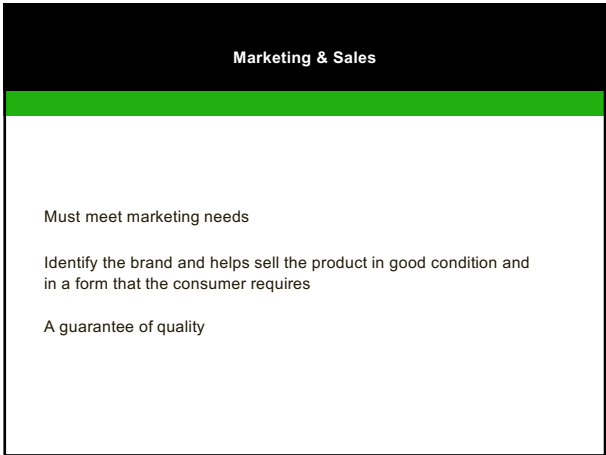 Marketing & Sales
Must meet marketing needs
Identify the brand and helps sell the product in good condition and
in a form that the consumer requires
A guarantee of quality